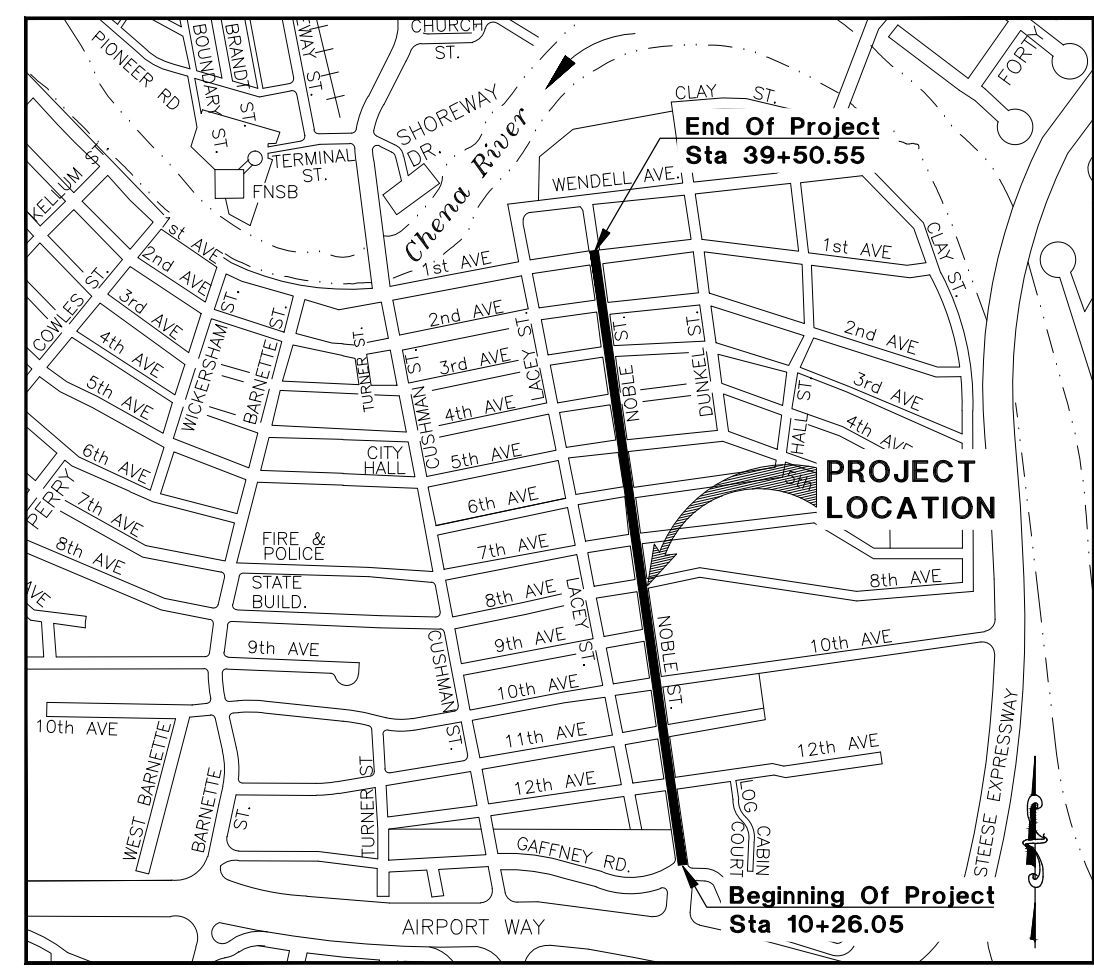 CHURCH
ST.
PIONEER RD
BOUNDARY
ST.
BRANDT
ST.
WAY ST.
FORTY
CLAY ST.
SHOREWAY
DR.
Chena River
End Of Project
Sta 39+50.55
KELLUM ST.
TERMINAL
ST.
FNSB
WENDELL AVE.
1st AVE
2nd AVE
3rd AVE
4th AVE
5th AVE
6th AVE
7th AVE
8th AVE
COWLES ST.
PERRY
WICKERSHAM ST.
BARNETTE ST.
TURNER ST.
CUSHMAN ST.
1st AVE
2nd AVE
3rd AVE
4th AVE
5th AVE
6th AVE
7th AVE
8th AVE
9th AVE
10th AVE
11th AVE
12th AVE
LACEY ST.
NOBLE ST.
DUNKEL ST.
HALL ST
CLAY ST.
1st AVE
2nd AVE
3rd AVE
4th AVE
5th
CITY
HALL
PROJECT
LOCATION
FIRE &
POLICE
STATE
BUILD.
8th AVE
AVE
9th AVE
CUSHMAN ST.
LACEY ST.
NOBLE ST.
10th AVE
10th AVE
12th AVE
WEST BARNETTE
BARNETTE
ST.
TURNER ST
LOG CABIN
COURT
STEESE EXPRESSWAY
GAFFNEY RD.
Beginning Of Project
Sta 10+26.05
AIRPORT WAY